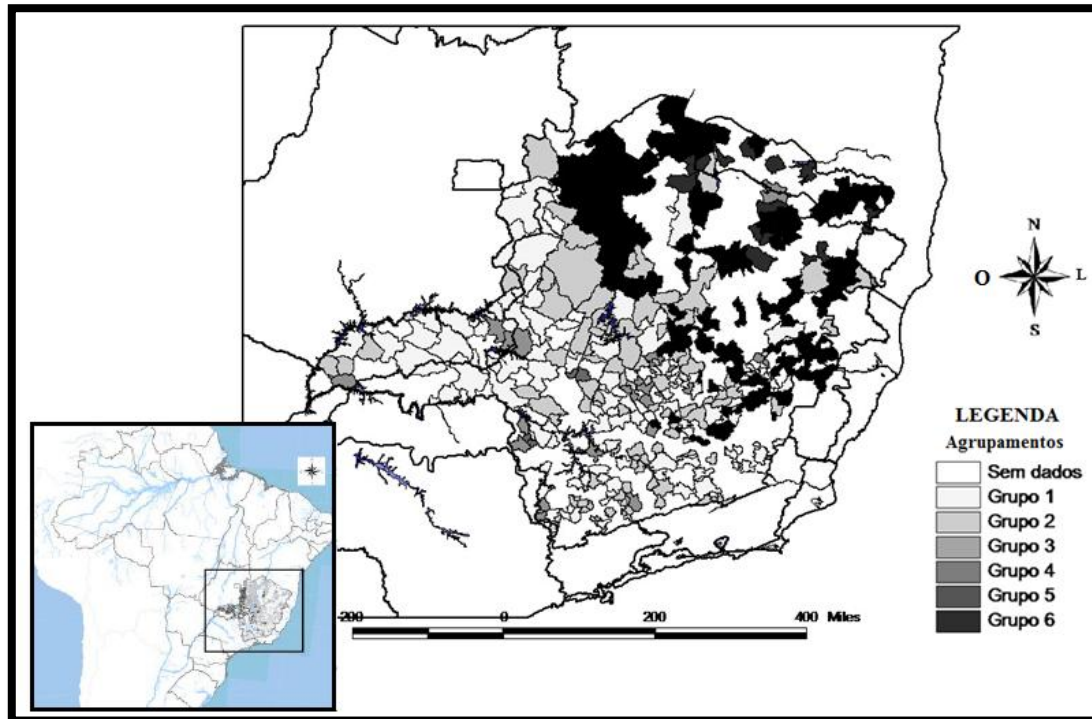 N
O
L
S
LEGENDA
Agrupamentos
Sem dados
Grupo 1
Grupo 2
Grupo 3
Grupo 4
Grupo 5
Grupo 6
200 0 200 400 Miles